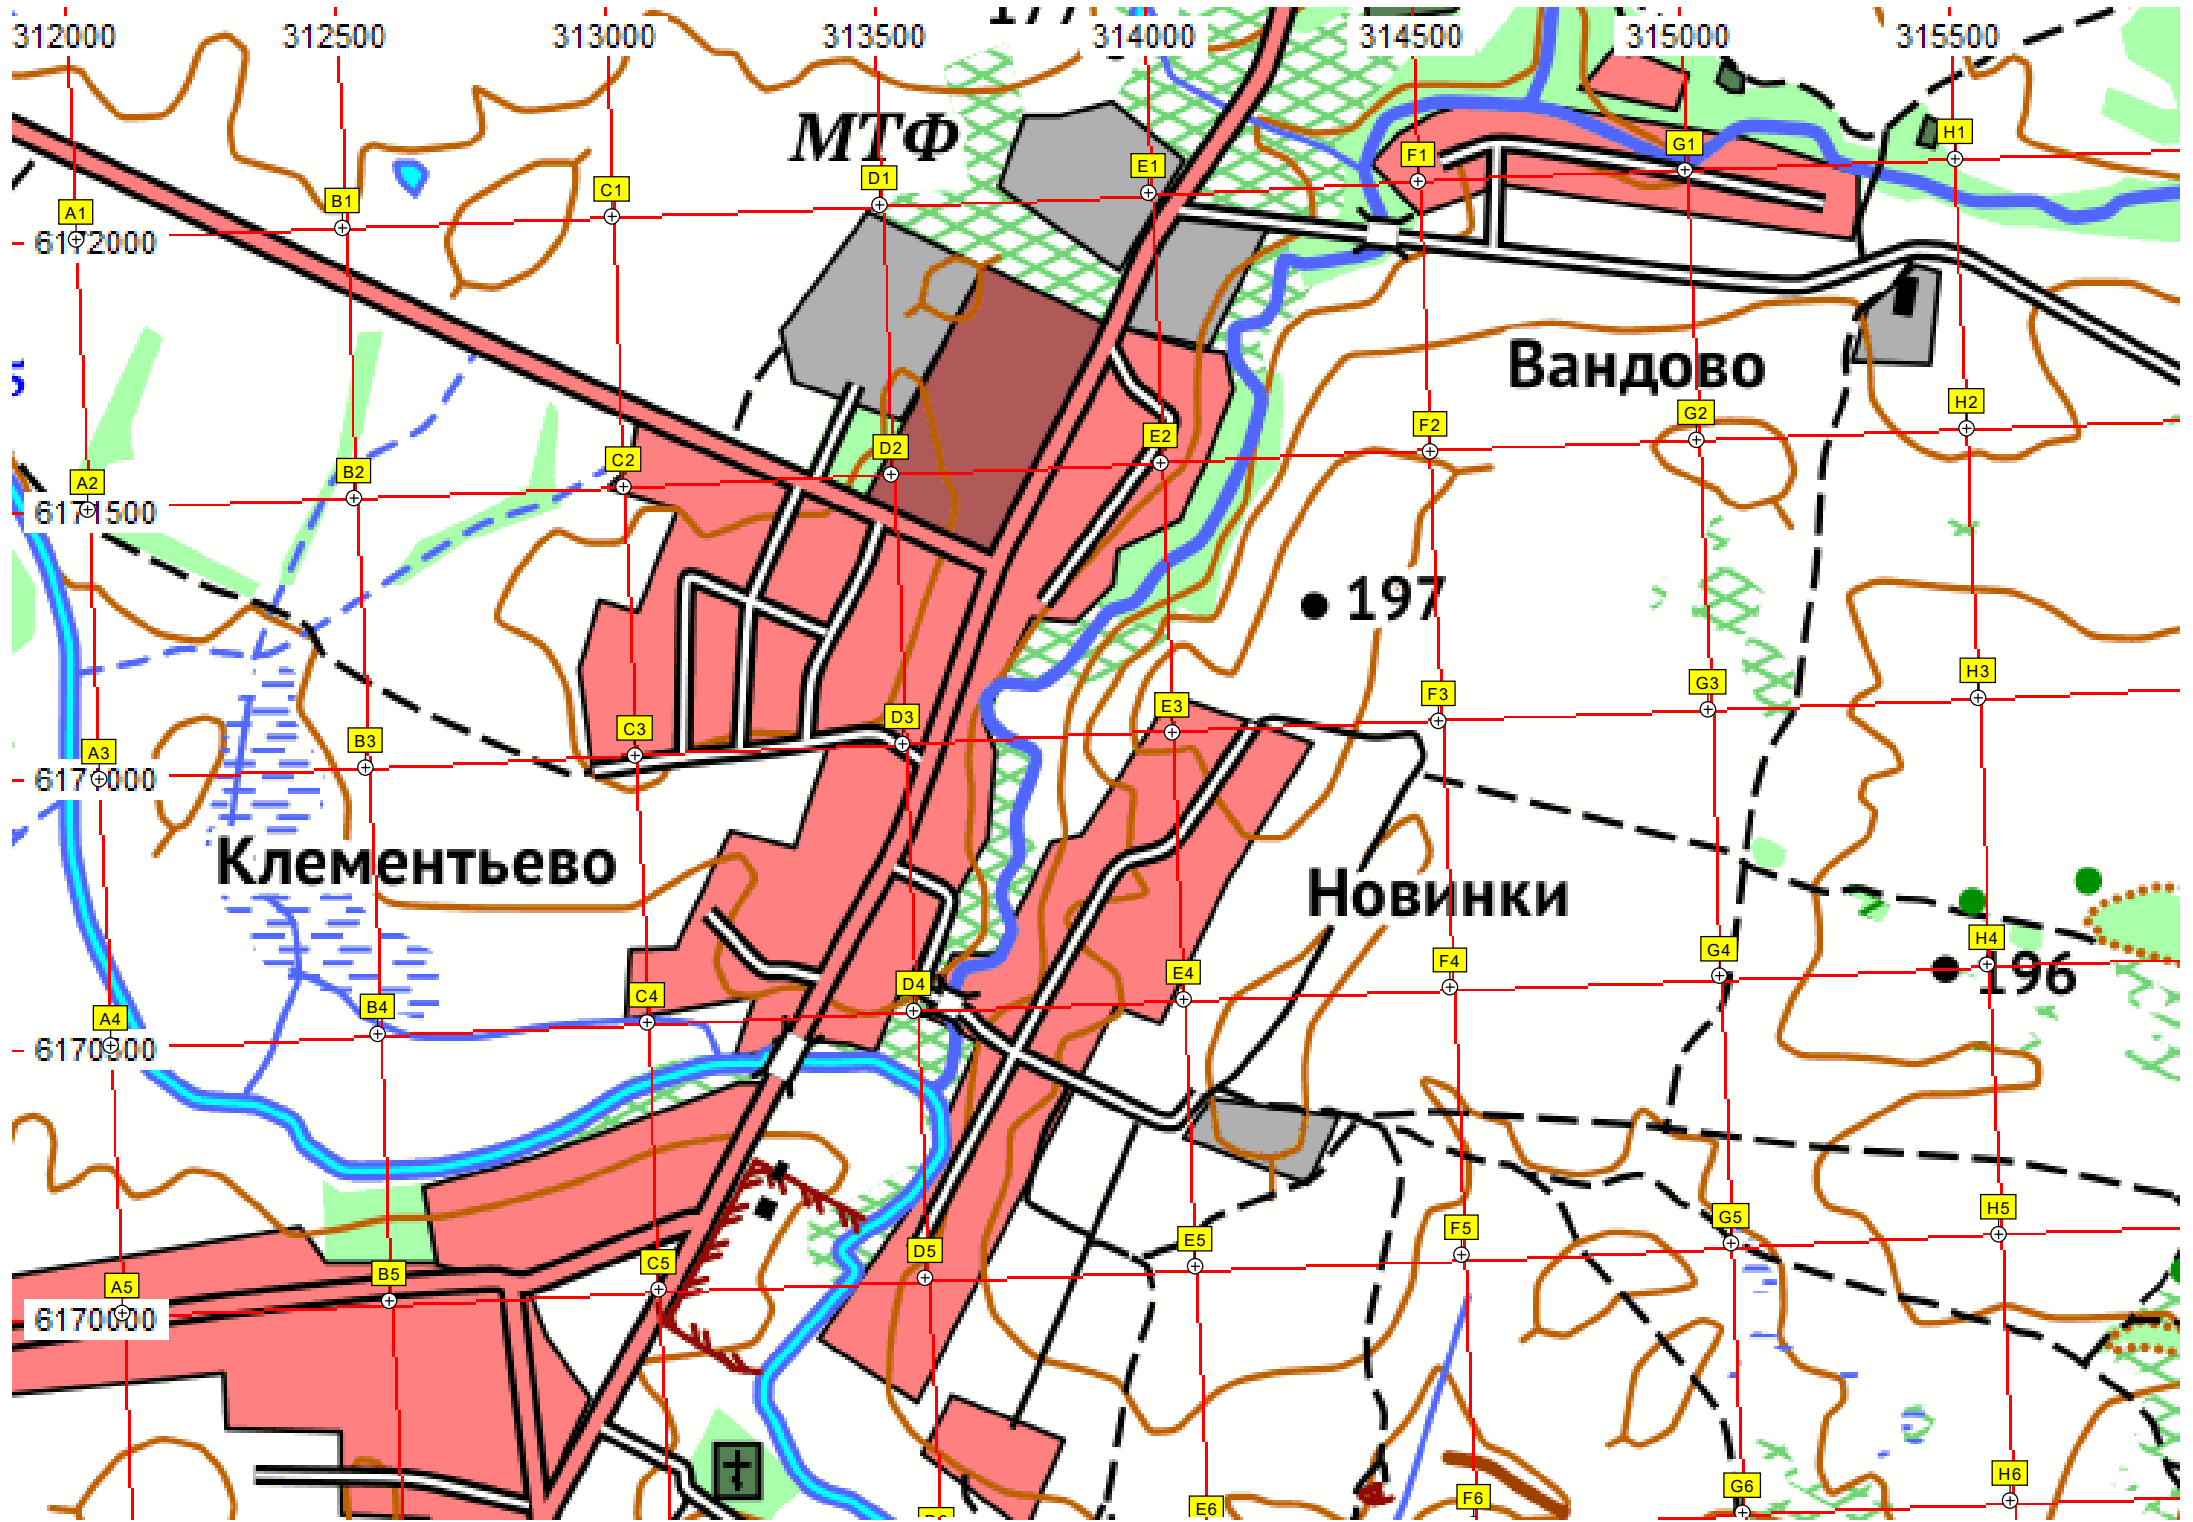 312000 312500 313000 313500 314000 314500 315000 315500
МТФ
A1 B1 C1 D1 E1 F1 G1 H1
6172000
Вандово
A2 B2 C2 D2 E2 F2 G2 H2
6171500
197
A3 B3 C3 D3 E3 F3 G3 H3
6171000
Клементьево
Новинки
A4 B4 C4 D4 E4 F4 G4 H4
196
6170500
A5 B5 C5 D5 E5 F5 G5 H5
6170000
E6 F6 G6 H6